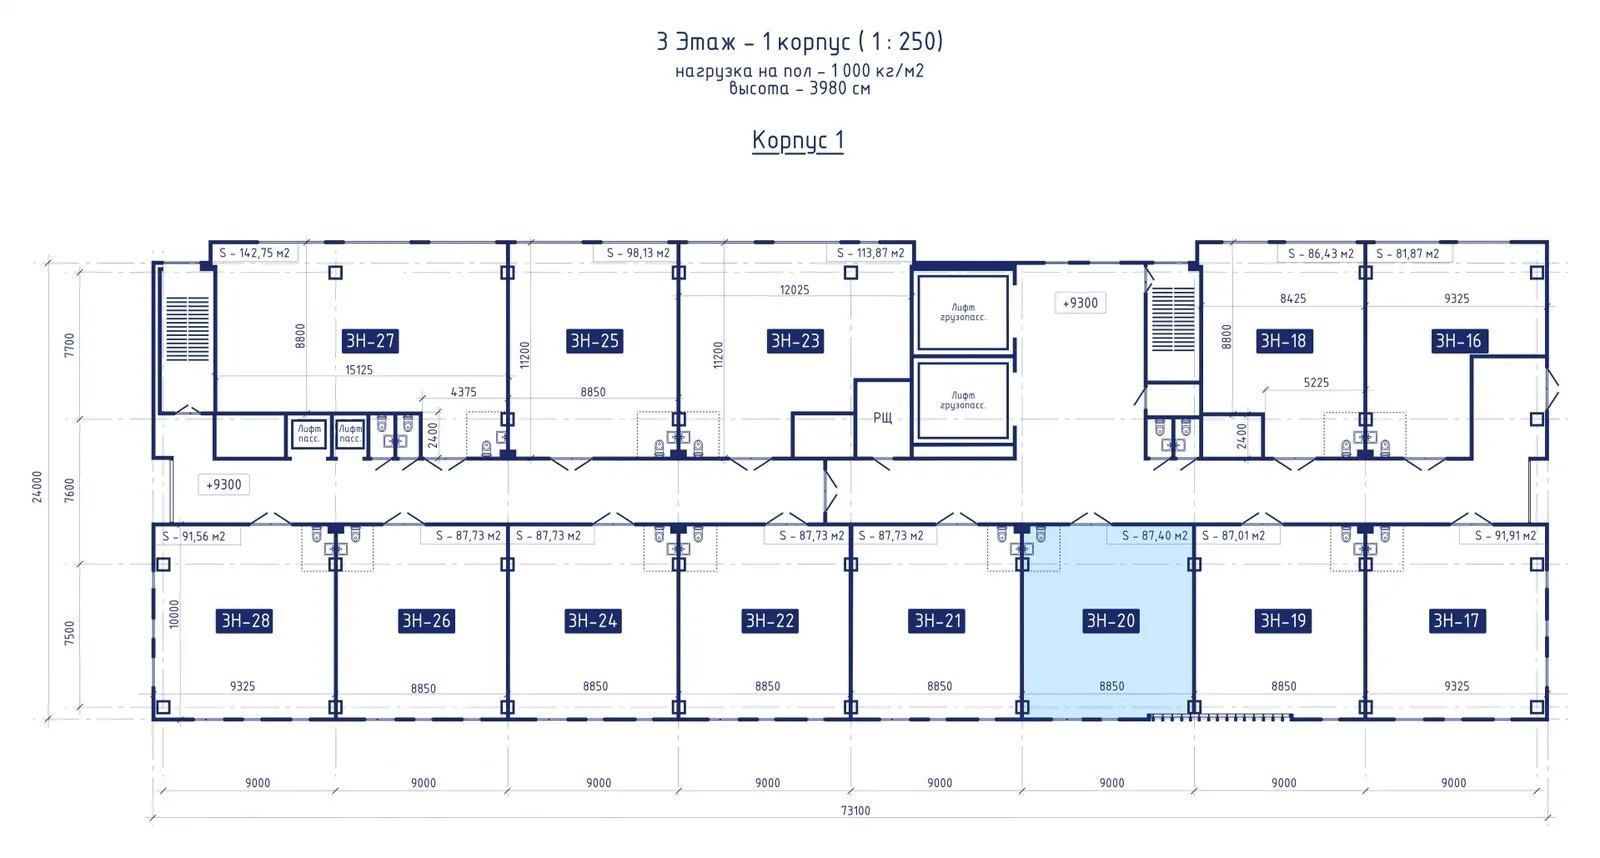 3 Этаж - 1 корпус ( 1 : 250)
нагрузка на пол - 1 000 кг/м2
высота - 3980 см
Корпус 1
S - 142,75 м2
S - 98,13 м2
S - 113,87 м2
S - 86,43 м2
S - 81,87 м2
12025
+9300
8425
9325
Лифт
грузопасс.
7700
8800
3Н-27
11200
3Н-25
11200
3Н-23
8800
3Н-18
3Н-16
15125
4375
8850
5225
Лифт
грузопасс.
РЩ
Лифт
пасс.
Лифт
пасс.
2400
2400
24000
7600
+9300
S - 91,56 м2
S - 87,73 м2
S - 87,73 м2
S - 87,73 м2
S - 87,73 м2
S - 87,40 м2
S - 87,01 м2
S - 91,91 м2
7500
10000
3Н-28
3Н-26
3Н-24
3Н-22
3Н-21
3Н-20
3Н-19
3Н-17
9325
8850
8850
8850
8850
8850
8850
9325
9000
9000
9000
9000
9000
9000
9000
9000
73100